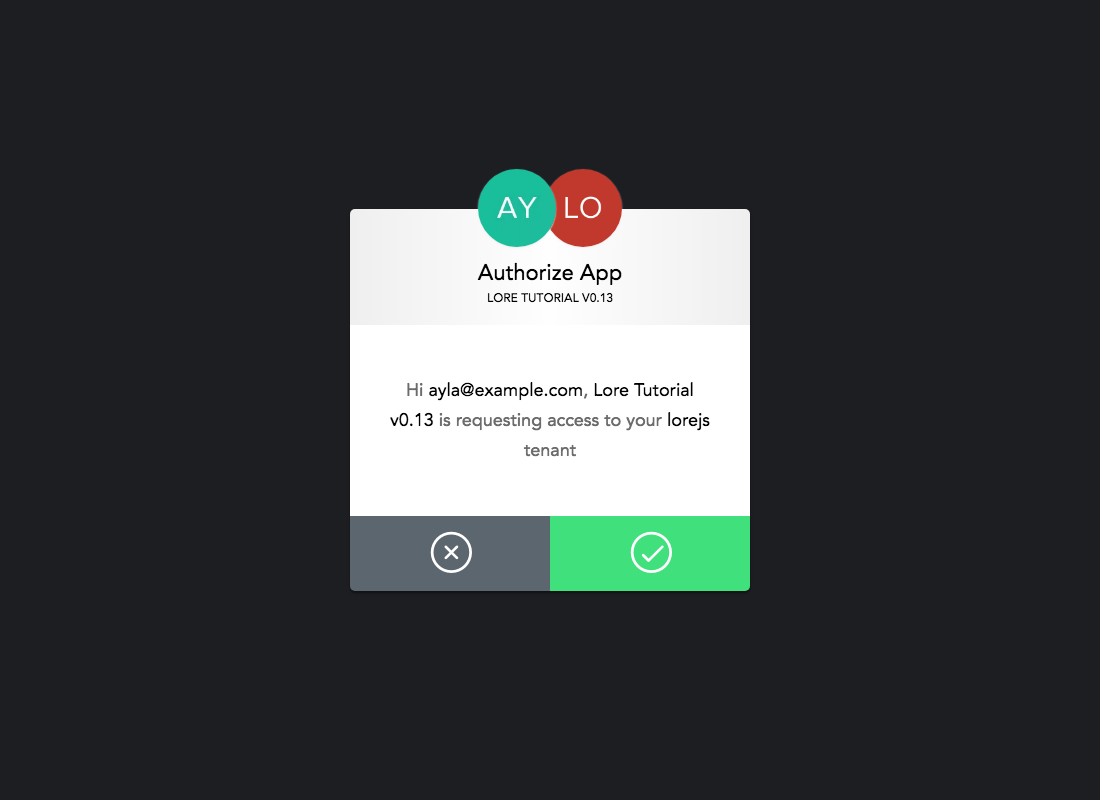 AY LO
Authorize App
LORE TUTORIAL V0.13
Hi ayla@example.com, Lore Tutorial
v0.13 is requesting access to your lorejs
tenant